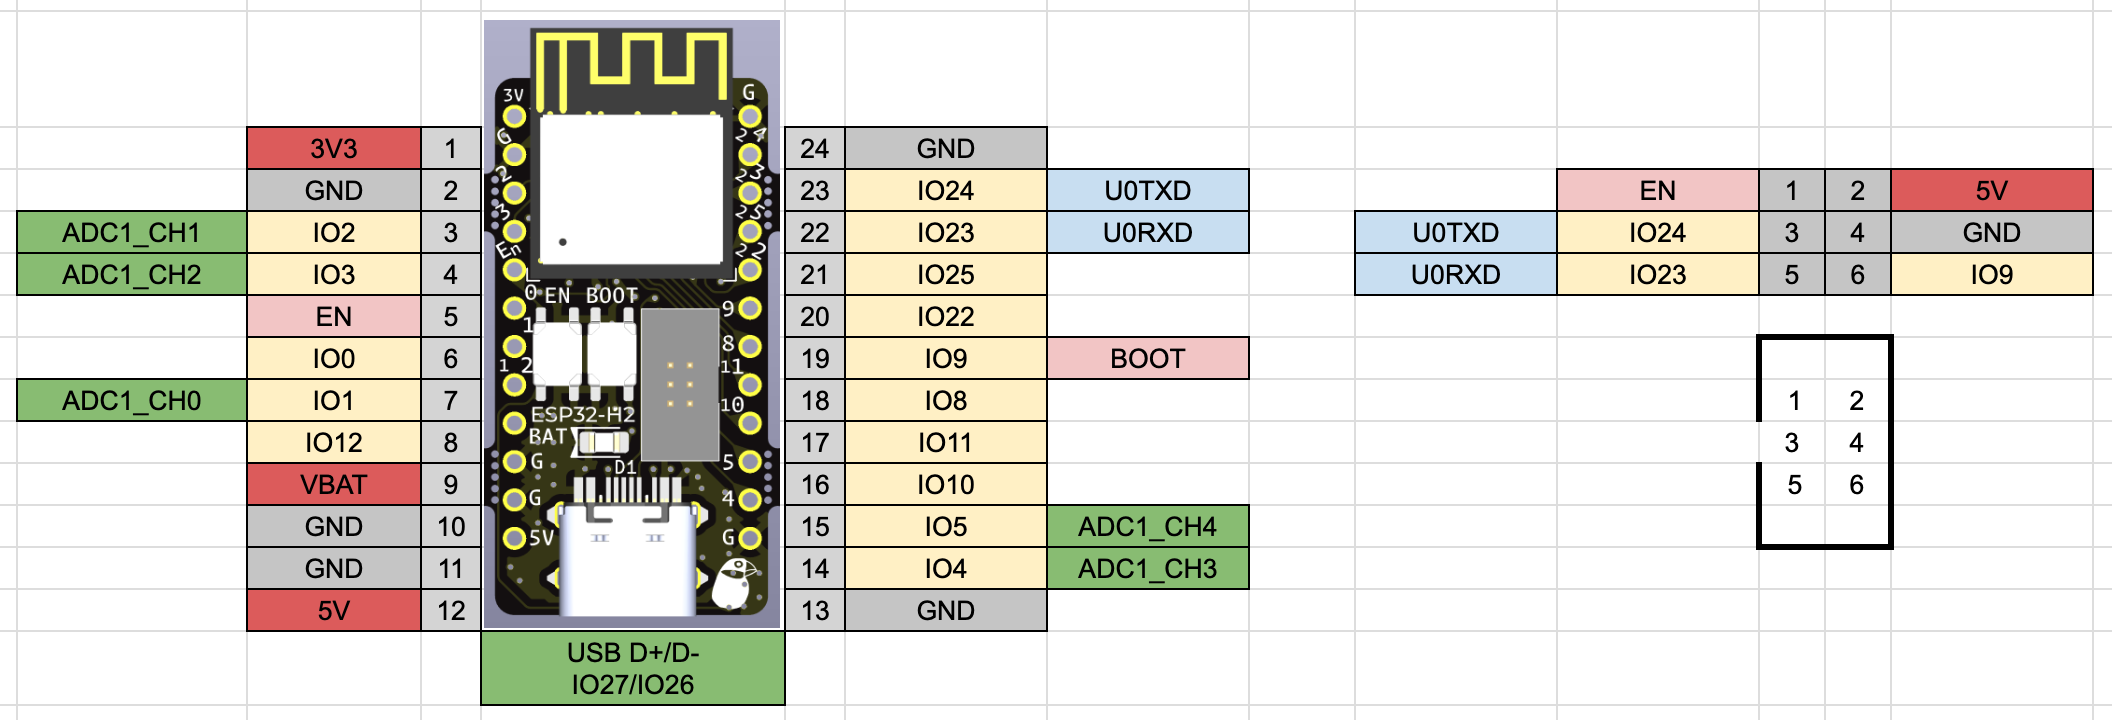 3V3 1
GND 2
ADC1_CH1 IO2 3
ADC1_CH2 IO3 4
EN 5
IO0 6
ADC1_CH0 IO1 7
IO12 8
VBAT 9
GND 10
GND 11
5V 12
3V
G
2
3
En
0
1
12
BAT
G
G
5V
EN BOOT
ESP32-H2
D1
G
24
23
25
22
9
8
11
10
5
4
G
USB D+/D-
IO27/IO26
24 GND
23 IO24 U0TXD
22 IO23 U0RXD
21 IO25
20 IO22
19 IO9 BOOT
18 IO8
17 IO11
16 IO10
15 IO5 ADC1_CH4
14 IO4 ADC1_CH3
13 GND
EN 1 2 5V
U0TXD IO24 3 4 GND
U0RXD IO23 5 6 IO9
1 2
3 4
5 6